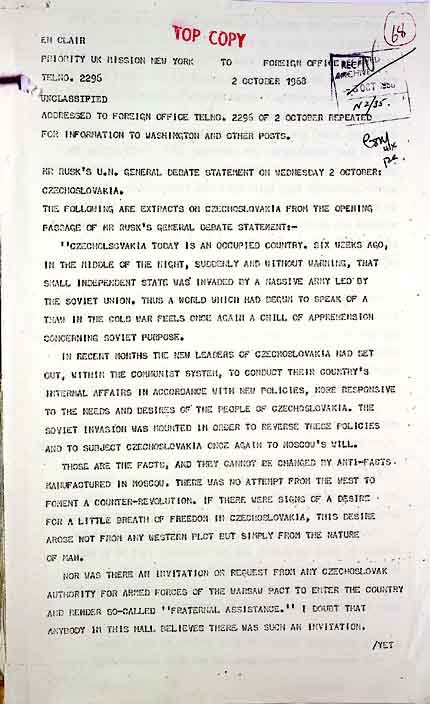 68
TOP COPY
EN CLAIR
PRIORITY UK MISSION NEW YORK TO FOREIGN OFFICE
TELNO. 2296 2 OCTOBER 1968
UNCLASSIFIED
ADDRESSED TO FOREIGN OFFICE TELNO. 2296 OF 2 OCTOBER REPEATED
FOR INFORMATION TO WASHINGTON AND OTHER POSTS.
MR RUSK'S U.N. GENERAL DEBATE STATEMENT ON WEDNESDAY 2 OCTOBER:
CZECHOSLOVAKIA.
THE FOLLOWING ARE EXTRACTS ON CZECHOSLOVAKIA FROM THE OPENING
PASSAGE OF MR RUSK'S GENERAL DEBATE STATEMENT:-
''CZECHOLSGVAKIA TODAY IS AN OCCUPIED COUNTRY. SIX WEEKS AGO,
IN THE MIDDLE OF THE NIGHT, SUDDENLY AND WITHOUT WARNING, THAT
SMALL INDEPENDENT STATE WAS INVADED BY A MASSIVE ARMY LED BY
THE SOVIET UNION. THUS A WORLD WHICH HAD BEGUN TO SPEAK OF A
THAW IN THE COLD WAR FEELS ONCE AGAIN A CHILL OF APPREHENSION
CONCERNING SOVIET PURPOSE.
IN RECENT MONTHS THE NEW LEADERS OF CZECHOSLOVAKIA HAD SET
OUT, WITHIN THE COMMUNIST SYSTEM, TO CONDUCT THEIR COUNTRY'S
INTERNAL AFFAIRS IN ACCORDANCE WITH NEW POLICIES, MORE RESPONSIVE
TO THE NEEDS AND DESIRES OF THE PEOPLE OF CZECHOSLOVAKIA. THE
SOVIET INVASION WAS MOUNTED IN ORDER TO REVERSE THESE POLICIES
AND TO SUBJECT CZECHOSLOVAKIA ONCE AGAIN TO MOSCOW'S WILL.
THOSE ARE THE FACTS, AND THEY CANNOT BE CHANGED BY ANTI-FACTS
MANUFACTURED IN MOSCOW. THERE WAS NO ATTEMPT FROM THE WEST TO
FOMENT A COUNTER-REVOLUTION. IF THERE WERE SIGNS OF A DESIRE
FOR A LITTLE BREATH OF FREEDOM IN CZECHOSLOVAKIA, THIS DESIRE
AROSE NOT FROM ANY WESTERN PLOT BUT SIMPLY FROM THE NATURE
OF MAN.
NOR WAS THERE AN INVITATION OR REQUEST FROM ANY CZECHOSLOVAK
AUTHORITY FOR ARMED FORCES OF THE WARSAW PACT TO ENTER THE COUNTRY
AND RENDER SO-CALLED ''FRATERNAL ASSISTANCE.'' I DOUBT THAT
ANYBODY IN THIS HALL BELIEVES THERE WAS SUCH AN INVITATION.
/YET